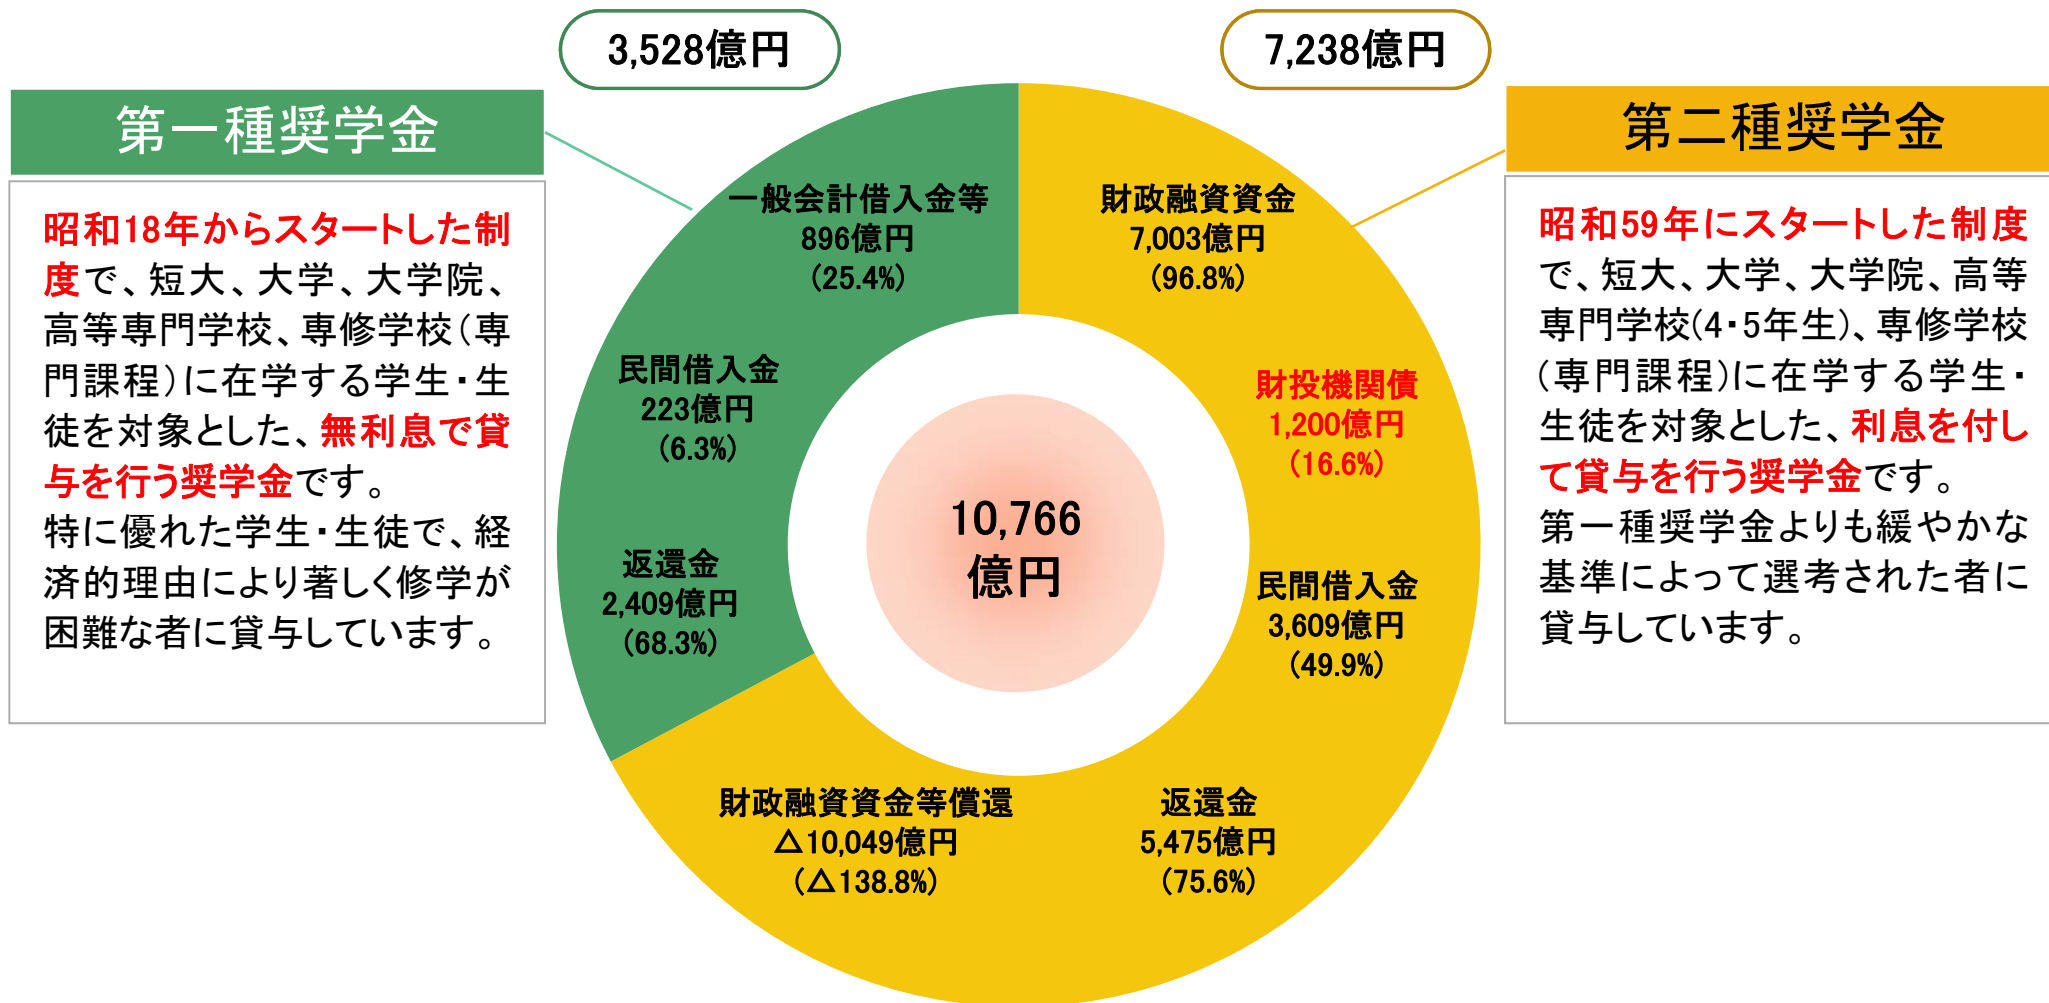 3,528億円
7,238億円
第一種奨学金
昭和18年からスタートした制
度で、短大、大学、大学院、
高等専門学校、専修学校(専
門課程)に在学する学生・生
徒を対象とした、無利息で貸
与を行う奨学金です。
特に優れた学生・生徒で、経
済的理由により著しく修学が
困難な者に貸与しています。
一般会計借入金等
896億円
(25.4%)
民間借入金
223億円
(6.3%)
返還金
2,409億円
(68.3%)
10,766
億円
財政融資資金
7,003億円
(96.8%)
財投機関債
1,200億円
(16.6%)
民間借入金
3,609億円
(49.9%)
返還金
5,475億円
(75.6%)
財政融資資金等償還
△10,049億円
(△138.8%)
第二種奨学金
昭和59年にスタートした制度
で、短大、大学、大学院、高等
専門学校(4・5年生)、専修学校
(専門課程)に在学する学生・
生徒を対象とした、利息を付し
て貸与を行う奨学金です。
第一種奨学金よりも緩やかな
基準によって選考された者に
貸与しています。